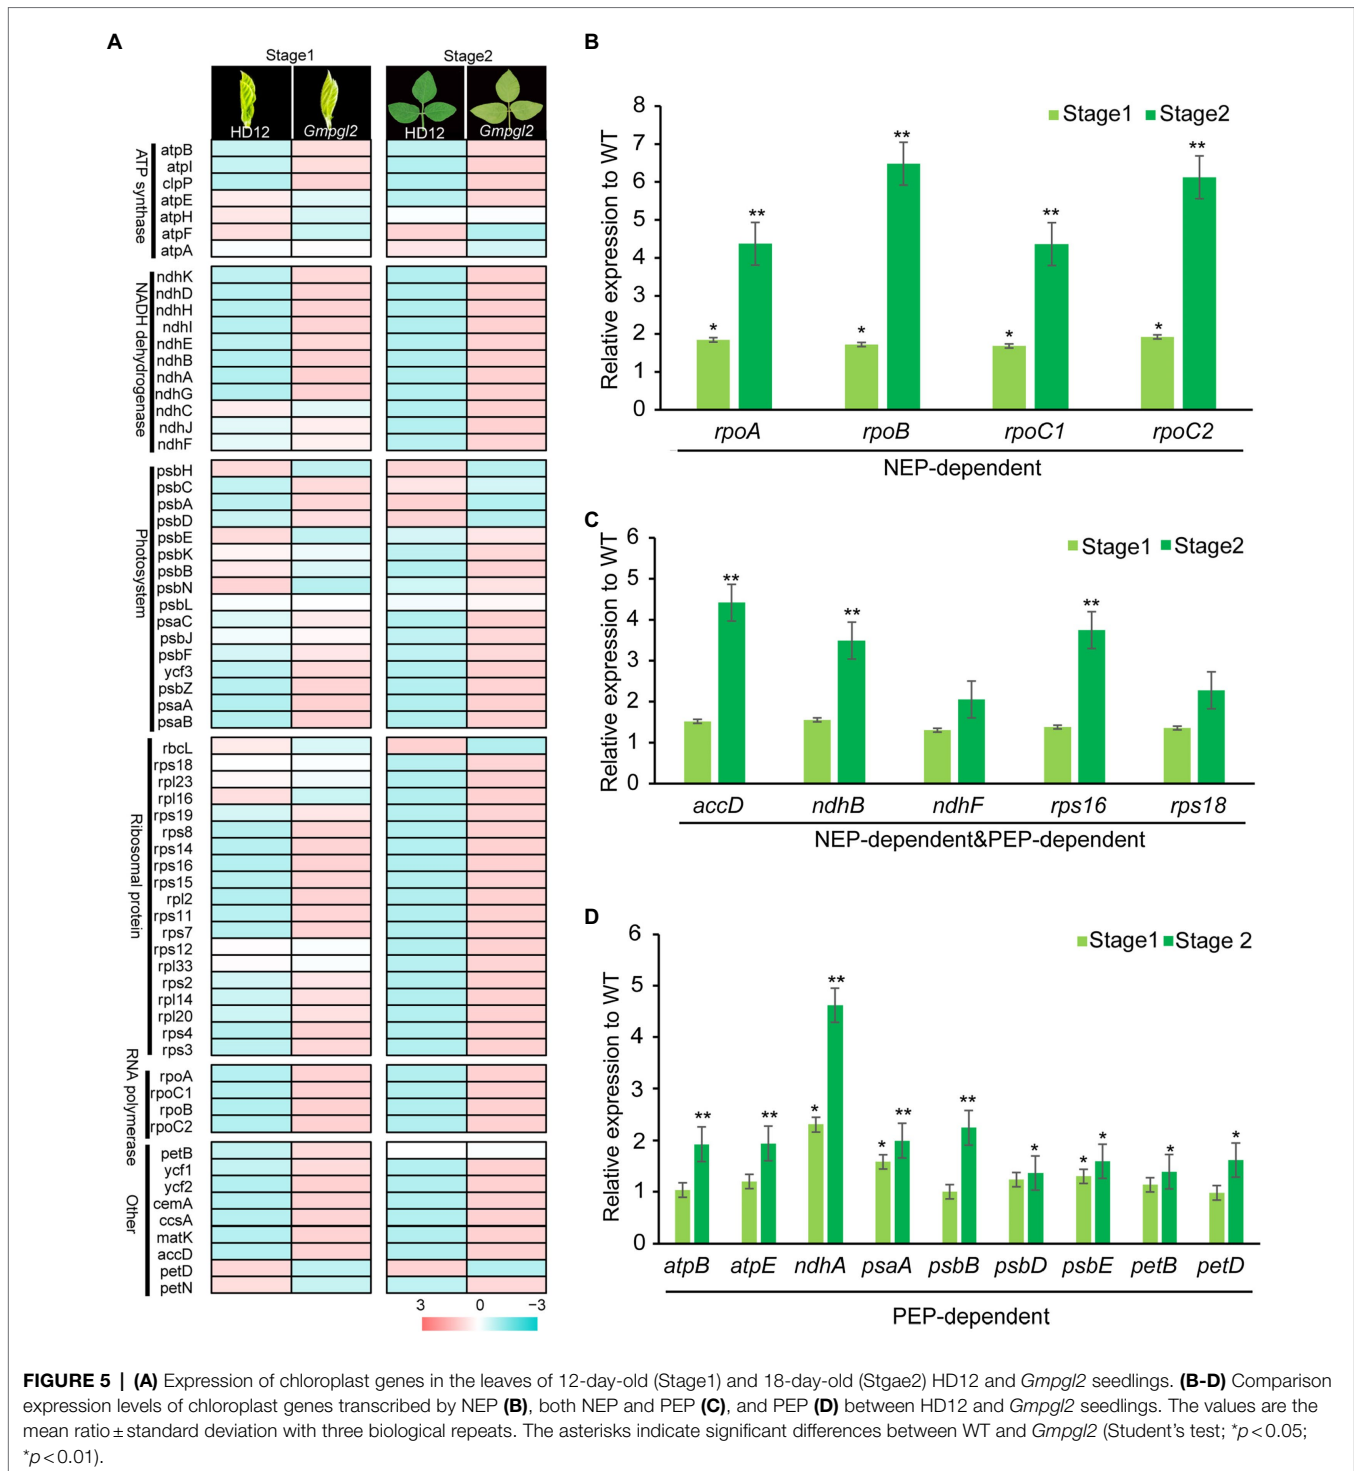 A
Stage1
Stage2
HD12
Gmpgl2
HD12
Gmpgl2
ATP synthase
atpB
atpI
clpP
atpE
atpH
atpF
atpA
NADH dehydrogenase
ndhK
ndhD
ndhH
ndhI
ndhE
ndhB
ndhA
ndhG
ndhC
ndhJ
ndhF
Photosystem
psbH
psbC
psbA
psbD
psbE
psbK
psbB
psbN
psbL
psaC
psbJ
psbF
ycf3
psbZ
psaA
psaB
Ribosomal protein
rbcL
rps18
rpl23
rpl16
rps19
rps8
rps14
rps16
rps15
rpl2
rps11
rps7
rps12
rpl33
rps2
rpl14
rpl20
rps4
rps3
RNA polymerase
rpoA
rpoC1
rpoB
rpoC2
Other
petB
ycf1
ycf2
cemA
ccsA
matK
accD
petD
petN
3 0 −3
B
Relative expression to WT
8
7
6
5
4
3
2
1
0
Stage1 Stage2
* ** * ** * ** * **
rpoA rpoB rpoC1 rpoC2
NEP-dependent
C
Relative expression to WT
6
5
4
3
2
1
0
Stage1 Stage2
** ** **
accD ndhB ndhF rps16 rps18
NEP-dependent&PEP-dependent
D
Relative expression to WT
6
5
4
3
2
1
0
Stage1 Stage 2
** ** * ** * ** ** * * * * *
atpB atpE ndhA psaA psbB psbD psbE petB petD
PEP-dependent
FIGURE 5 | (A) Expression of chloroplast genes in the leaves of 12-day-old (Stage1) and 18-day-old (Stgae2) HD12 and Gmpgl2 seedlings. (B-D) Comparison
expression levels of chloroplast genes transcribed by NEP (B), both NEP and PEP (C), and PEP (D) between HD12 and Gmpgl2 seedlings. The values are the
mean ratio ± standard deviation with three biological repeats. The asterisks indicate significant differences between WT and Gmpgl2 (Student's test; *p < 0.05;
*p < 0.01).